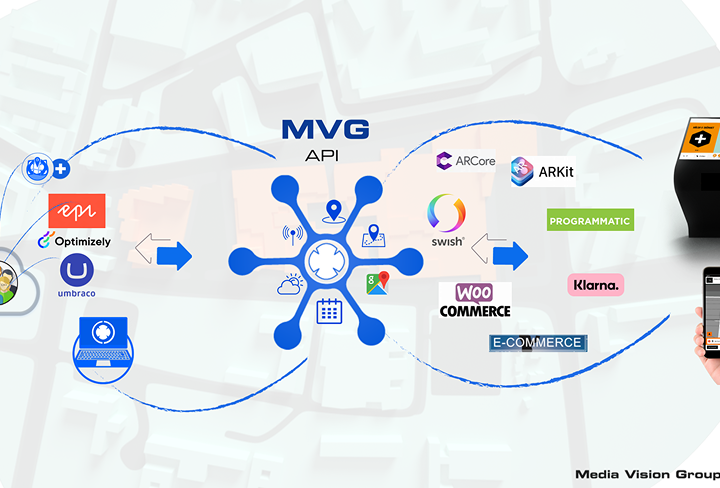 MVG
API
ARCore
ARKit
epi
Optimizely
swish®
PROGRAMMATIC
umbraco
WOO
COMMERCE
Klarna.
E-COMMERCE
Media Vision Group